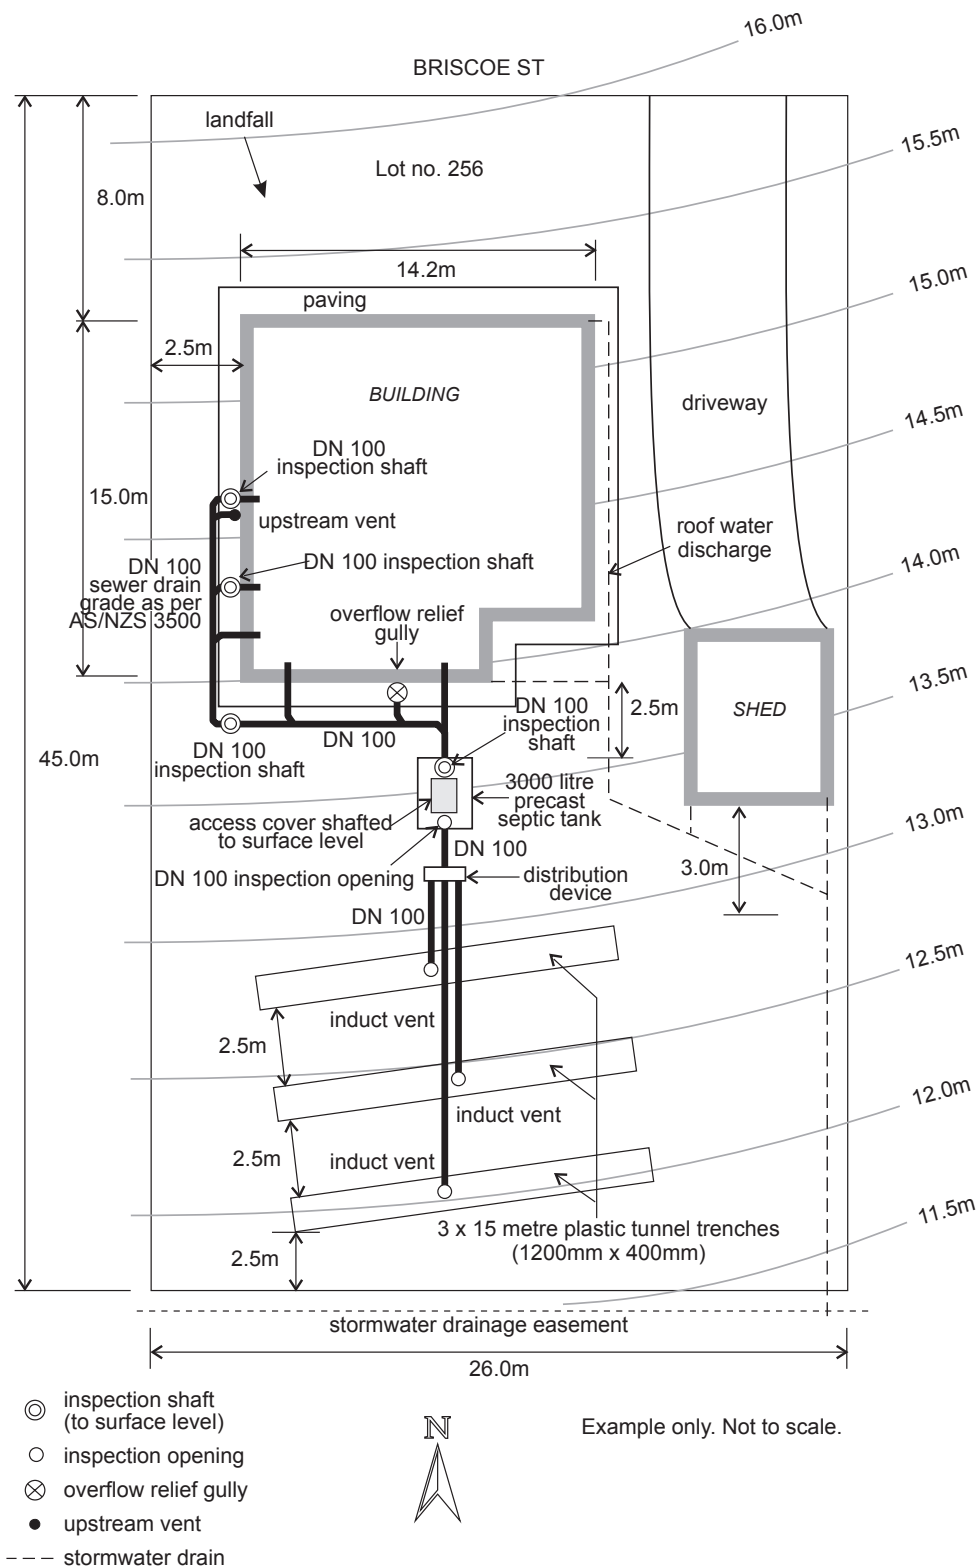 16.0m
BRISCOE ST
landfall
15.5m
Lot no. 256
8.0m
14.2m
15.0m
paving
2.5m
BUILDING
driveway
14.5m
DN 100
inspection shaft
15.0m
upstream vent
roof water
discharge
DN 100 inspection shaft
14.0m
DN 100
sewer drain
grade as per
AS/NZS 3500
overflow relief
gully
13.5m
DN 100
inspection
shaft
2.5m
SHED
DN 100
DN 100
inspection shaft
45.0m
3000 litre
precast
septic tank
access cover shafted
to surface level
13.0m
DN 100
3.0m
DN 100 inspection opening
distribution
device
DN 100
12.5m
induct vent
2.5m
12.0m
induct vent
2.5m
induct vent
11.5m
3 x 15 metre plastic tunnel trenches
(1200mm x 400mm)
2.5m
stormwater drainage easement
26.0m
inspection shaft
(to surface level)
inspection opening
overflow relief gully
upstream vent
stormwater drain
N
Example only. Not to scale.